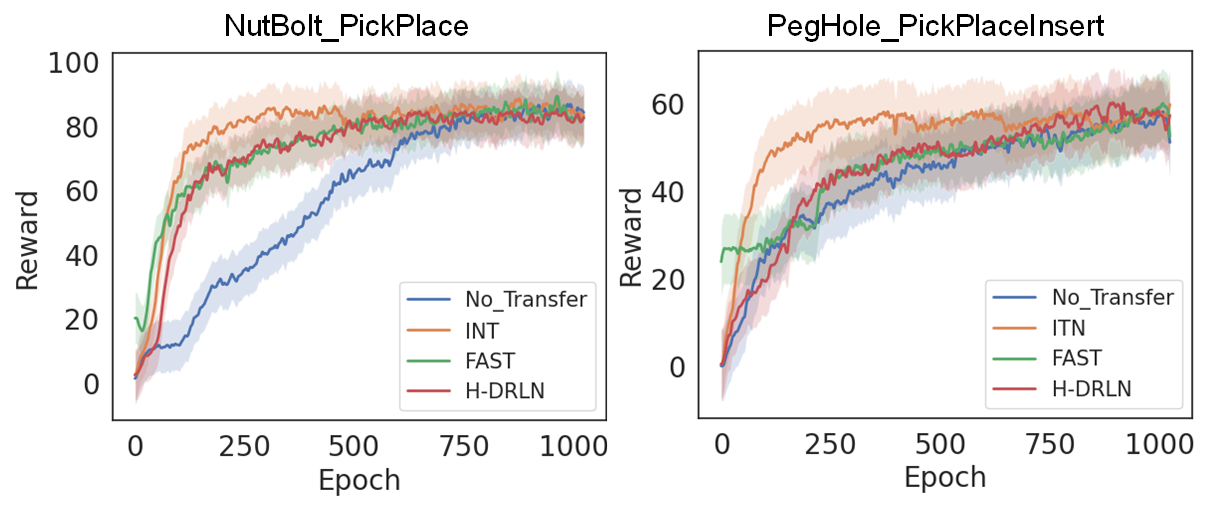 NutBolt_PickPlace
100
80
60
40
20
0
Reward
0 250 500 750 1000
Epoch
No_Transfer
INT
FAST
H-DRLN
PegHole_PickPlaceInsert
60
40
20
0
Reward
0 250 500 750 1000
Epoch
No_Transfer
ITN
FAST
H-DRLN